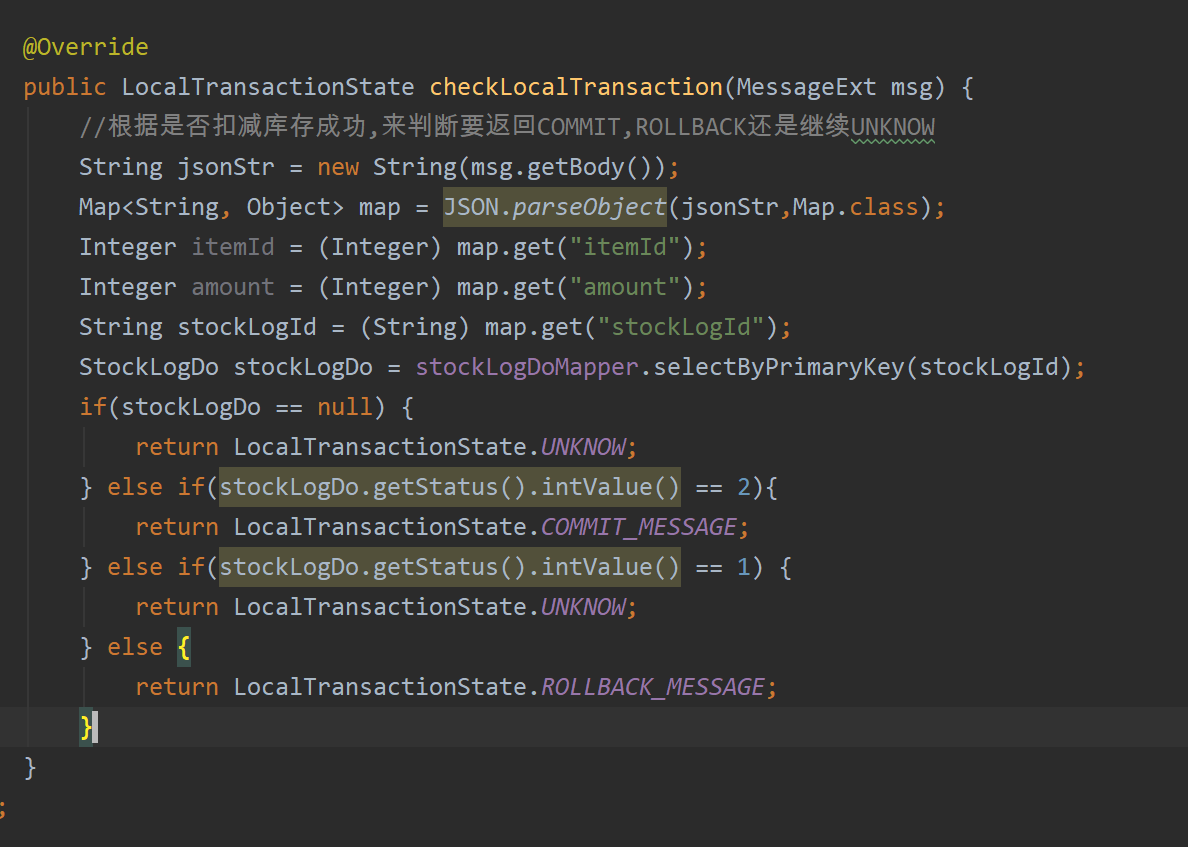 @Override
public LocalTransactionState checkLocalTransaction(MessageExt msg) {
//根据是否扣减库存成功,来判断要返回COMMIT,ROLLBACK还是继续UNKNOW
String jsonStr = new String(msg.getBody());
Map<String, Object> map = JSON.parseObject(jsonStr,Map.class);
Integer itemId = (Integer) map.get("itemId");
Integer amount = (Integer) map.get("amount");
String stockLogId = (String) map.get("stockLogId");
StockLogDo stockLogDo = stockLogDoMapper.selectByPrimaryKey(stockLogId);
if(stockLogDo == null) {
return LocalTransactionState.UNKNOW;
} else if(stockLogDo.getStatus().intValue() == 2){
return LocalTransactionState.COMMIT_MESSAGE;
} else if(stockLogDo.getStatus().intValue() == 1) {
return LocalTransactionState.UNKNOW;
} else {
return LocalTransactionState.ROLLBACK_MESSAGE;
}
}
;